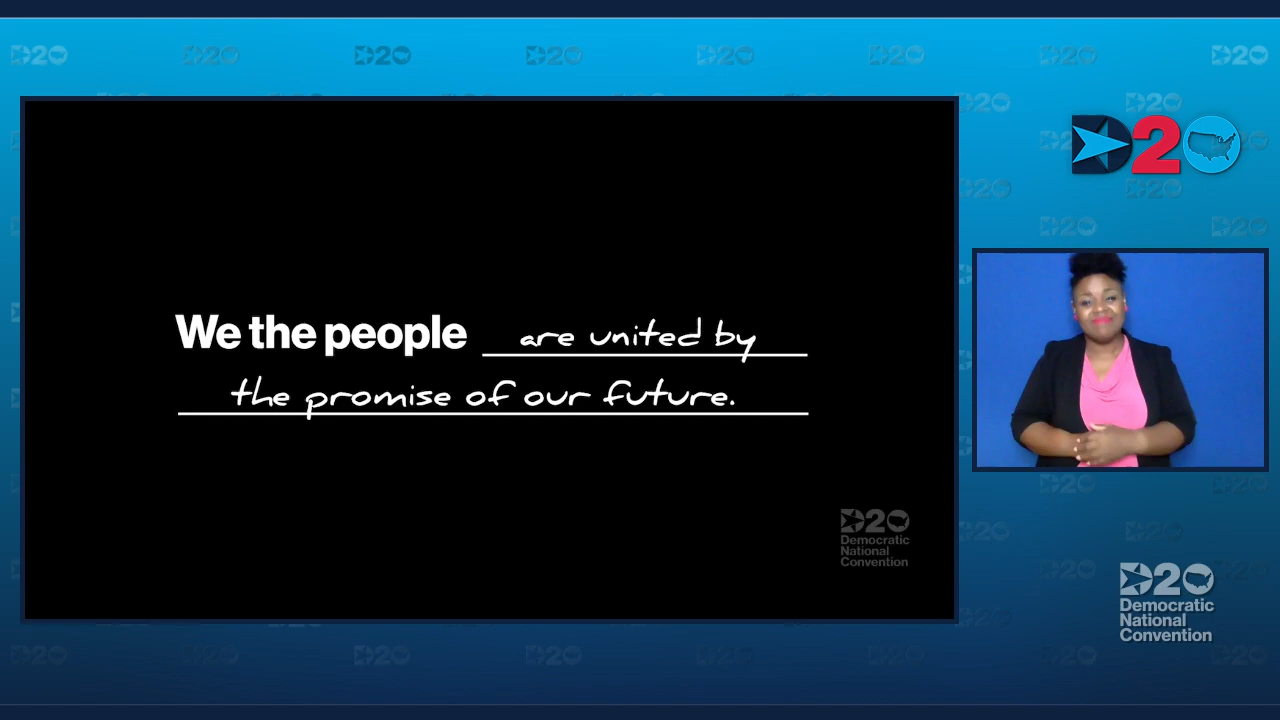 We the people are united by
the promise of our future.
D20
Democratic
National
Convention
D20
D20
Democratic
National
Convention